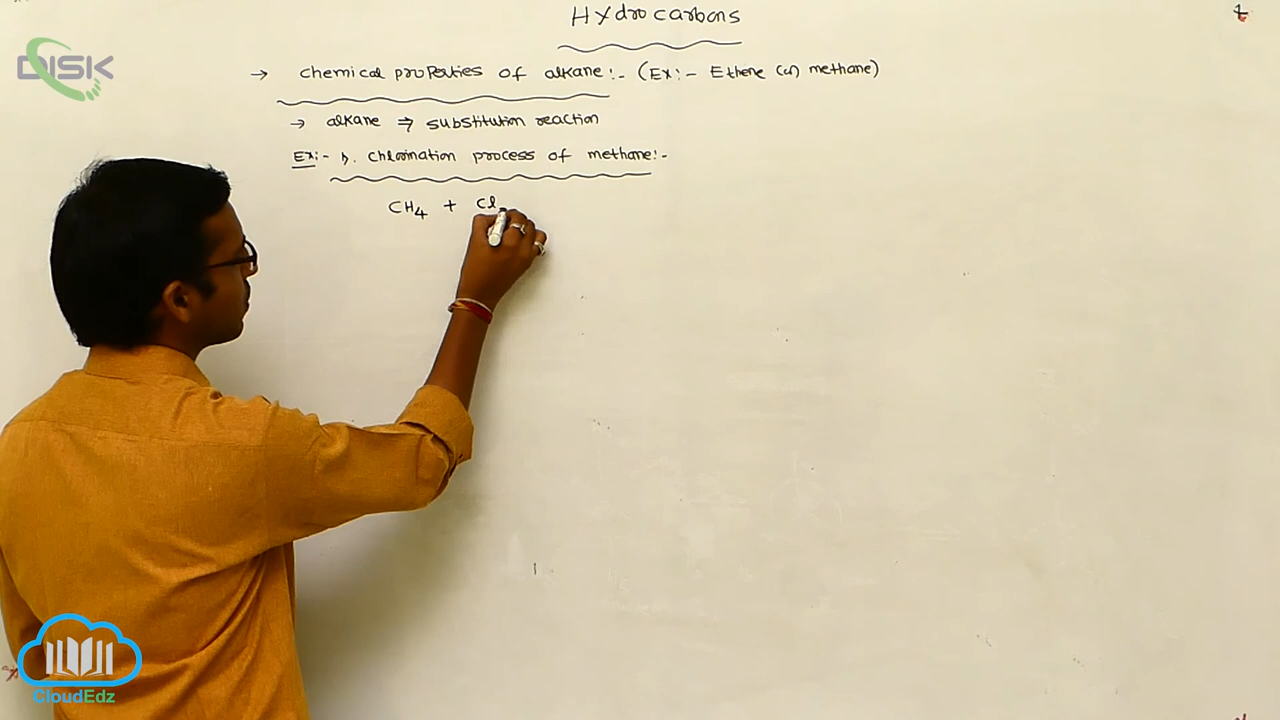 Hydrocarbons
DISK
→ chemical properties of alkane:- (Ex:- Ethene (or) methane)
→ alkane ⇒ substitution reaction
Ex:- 1). chlorination process of methane:-
CH₄ + Cl
CloudEdz